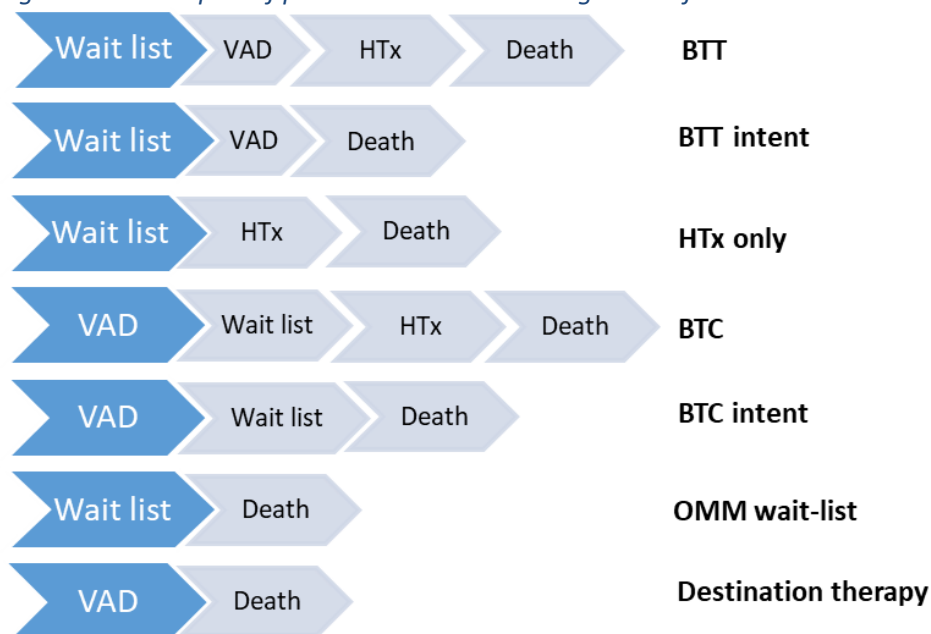 Wait list VAD HTx Death BTT
Wait list VAD Death BTT intent
Wait list HTx Death HTx only
VAD Wait list HTx Death BTC
VAD Wait list Death BTC intent
Wait list Death OMM wait-list
VAD Death Destination therapy